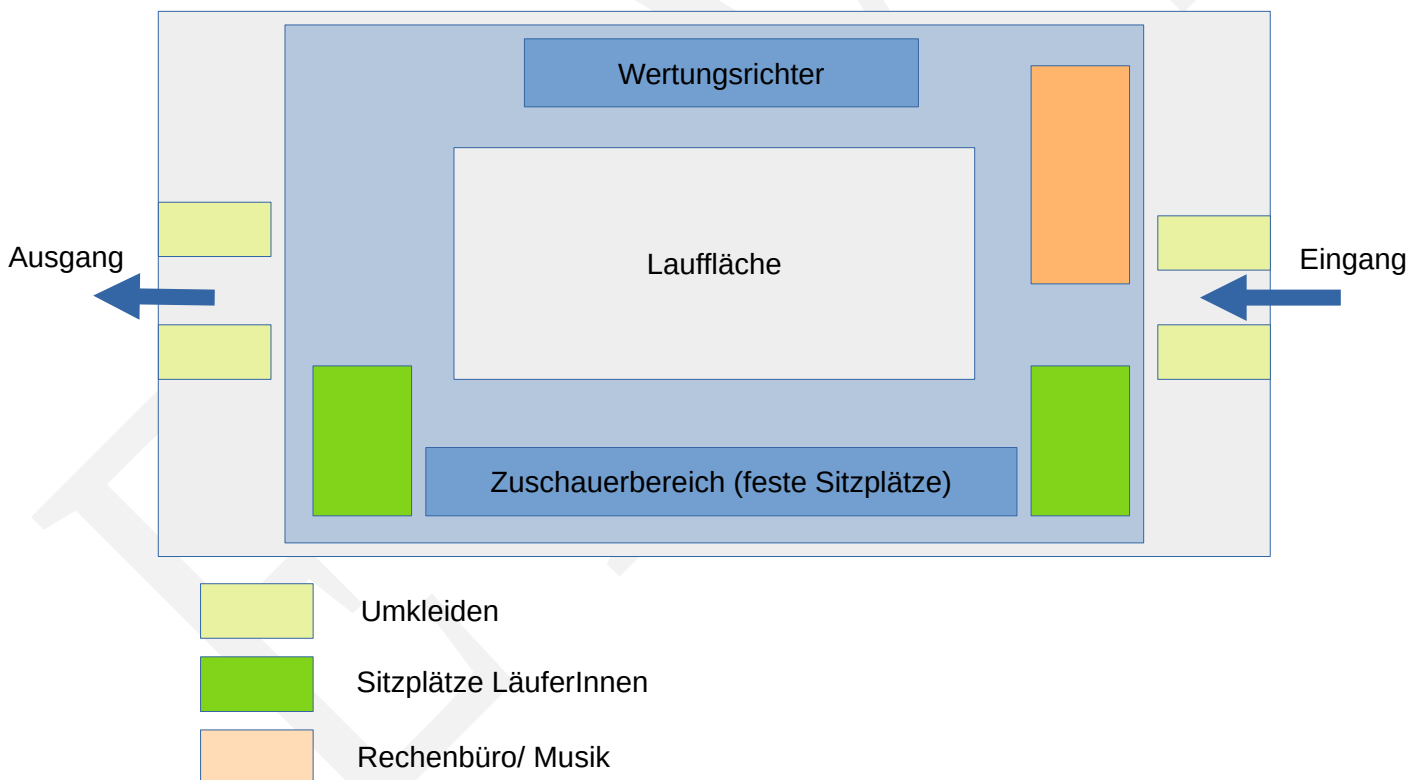 Wertungsrichter
Ausgang
Lauffläche
Eingang
Zuschauerbereich (feste Sitzplätze)
Umkleiden
Sitzplätze LäuferInnen
Rechenbüro/ Musik